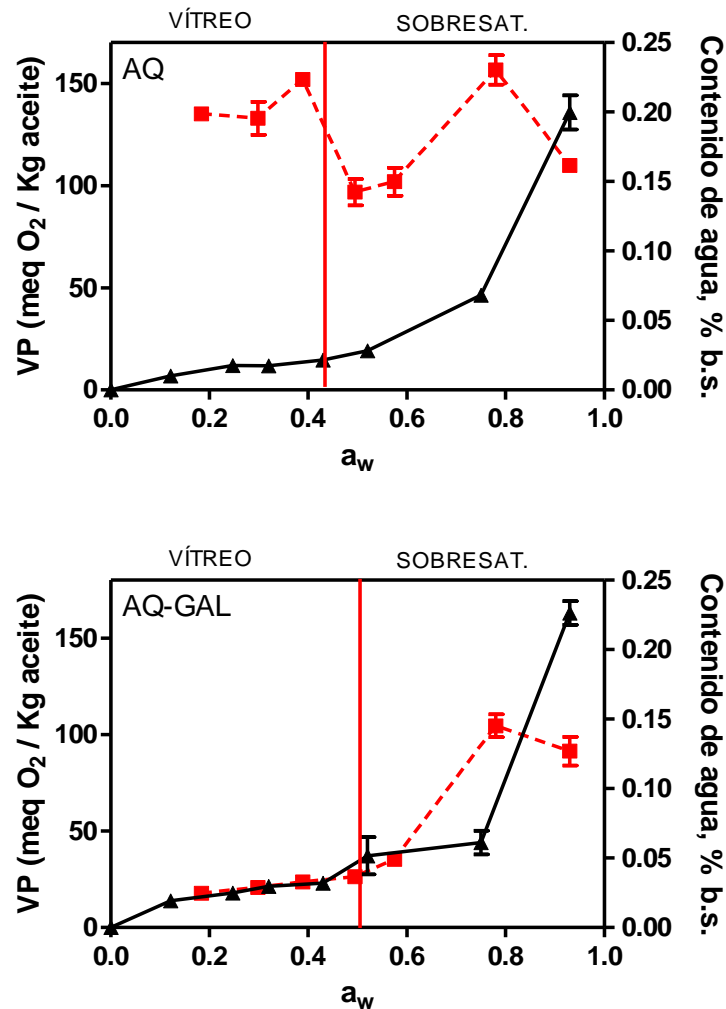 VÍTREO SOBRESAT.
AQ
VP (meq O2 / Kg aceite)
150
100
50
0
0.25
0.20
0.15
0.10
0.05
0.00
Contenido de agua, % b.s.
0.0 0.2 0.4 0.6 0.8 1.0
aw
VÍTREO SOBRESAT.
AQ-GAL
VP (meq O2 / Kg aceite)
150
100
50
0
0.25
0.20
0.15
0.10
0.05
0.00
Contenido de agua, % b.s.
0.0 0.2 0.4 0.6 0.8 1.0
aw